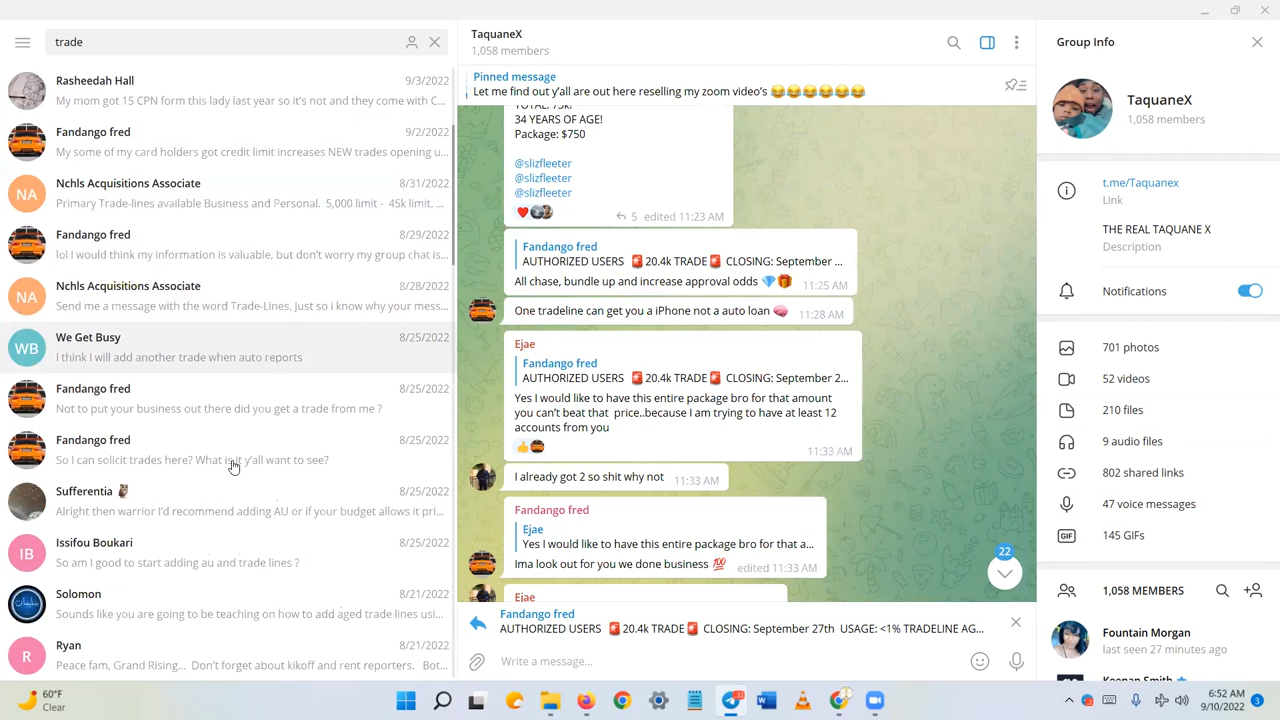 trade
Rasheedah Hall 9/3/2022
My mom got 15 CPN form this lady last year so it's not and they come with C...
Fandango fred 9/2/2022
My some of my card holders got credit limit increases NEW trades opening u...
NA
Nchls Acquisitions Associate 8/31/2022
Primary Trade-lines available Business and Personal. 5,000 limit - 45k limit. ...
Fandango fred 8/29/2022
lol I would think my information is valuable, but don't worry my group chat is...
NA
Nchls Acquisitions Associate 8/28/2022
Send me a message with the word Trade-Lines, Just so i know why your mess...
WB
We Get Busy 8/25/2022
I think I will add another trade when auto reports
Fandango fred 8/25/2022
Not to put your business out there did you get a trade from me ?
Fandango fred 8/25/2022
So I can solicit trades here? What is it y'all want to see?
Sufferentia 8/25/2022
Alright then warrior I'd recommend adding AU or if your budget allows it pri...
IB
Issifou Boukari 8/25/2022
So am I good to start adding au and trade lines ?
Solomon 8/21/2022
Sounds like you are going to be teaching on how to add aged trade lines usi...
R
Ryan 8/21/2022
Peace fam, Grand Rising... Don't forget about kikoff and rent reporters. Bot...
TaquaneX
1,058 members
Pinned message
Let me find out y'all are out here reselling my zoom video's 😂😂😂😂😂😂
TOTAL: 75k!
34 YEARS OF AGE!
Package: $750
@slizfleeter
@slizfleeter
@slizfleeter
5 edited 11:23 AM
Fandango fred
AUTHORIZED USERS 🚨20.4k TRADE🚨 CLOSING: September ...
All chase, bundle up and increase approval odds 💎🎁 11:25 AM
One tradeline can get you a iPhone not a auto loan 🧠 11:28 AM
Ejae
Fandango fred
AUTHORIZED USERS 🚨20.4k TRADE🚨 CLOSING: September 2...
Yes I would like to have this entire package bro for that amount
you can't beat that price..because I am trying to have at least 12
accounts from you
11:33 AM
I already got 2 so shit why not 11:33 AM
Fandango fred
Ejae
Yes I would like to have this entire package bro for that a...
Ima look out for you we done business 💯 edited 11:33 AM
Ejae
22
Fandango fred
AUTHORIZED USERS 🚨20.4k TRADE🚨 CLOSING: September 27th USAGE: <1% TRADELINE AG...
Write a message...
Group Info
TaquaneX
1,058 members
t.me/Taquanex
Link
THE REAL TAQUANE X
Description
Notifications
701 photos
52 videos
210 files
9 audio files
802 shared links
47 voice messages
GIF 145 GIFs
1,058 MEMBERS
Fountain Morgan
last seen 27 minutes ago
Keenan Smith
60°F
Clear
6:52 AM
9/10/2022
3